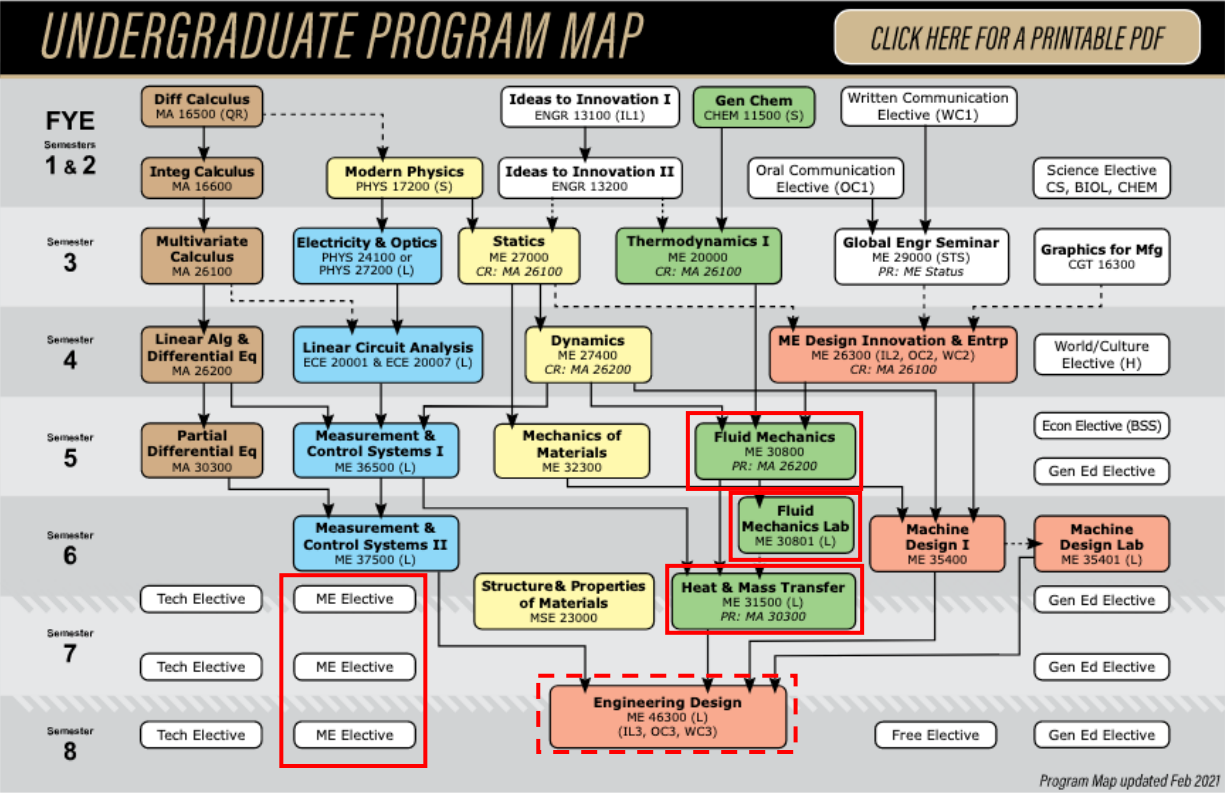 UNDERGRADUATE PROGRAM MAP
CLICK HERE FOR A PRINTABLE PDF
FYE
Semesters
1 & 2
Diff Calculus
MA 16500 (QR)
Ideas to Innovation I
ENGR 13100 (IL1)
Gen Chem
CHEM 11500 (S)
Written Communication
Elective (WC1)
Integ Calculus
MA 16600
Modern Physics
PHYS 17200 (S)
Ideas to Innovation II
ENGR 13200
Oral Communication
Elective (OC1)
Science Elective
CS, BIOL, CHEM
Semester
3
Multivariate
Calculus
MA 26100
Electricity & Optics
PHYS 24100 or
PHYS 27200 (L)
Statics
ME 27000
CR: MA 26100
Thermodynamics I
ME 20000
CR: MA 26100
Global Engr Seminar
ME 29000 (STS)
PR: ME Status
Graphics for Mfg
CGT 16300
Semester
4
Linear Alg &
Differential Eq
MA 26200
Linear Circuit Analysis
ECE 20001 & ECE 20007 (L)
Dynamics
ME 27400
CR: MA 26200
ME Design Innovation & Entrp
ME 26300 (IL2, OC2, WC2)
CR: MA 26100
World/Culture
Elective (H)
Semester
5
Partial
Differential Eq
MA 30300
Measurement &
Control Systems I
ME 36500 (L)
Mechanics of
Materials
ME 32300
Fluid Mechanics
ME 30800
PR: MA 26200
Econ Elective (BSS)
Gen Ed Elective
Semester
6
Measurement &
Control Systems II
ME 37500 (L)
Fluid
Mechanics Lab
ME 30801 (L)
Machine
Design I
ME 35400
Machine
Design Lab
ME 35401 (L)
Tech Elective
ME Elective
Structure & Properties
of Materials
MSE 23000
Heat & Mass Transfer
ME 31500 (L)
PR: MA 30300
Gen Ed Elective
Semester
7
Tech Elective
ME Elective
Gen Ed Elective
Semester
8
Tech Elective
ME Elective
Engineering Design
ME 46300 (L)
(IL3, OC3, WC3)
Free Elective
Gen Ed Elective
Program Map updated Feb 2021